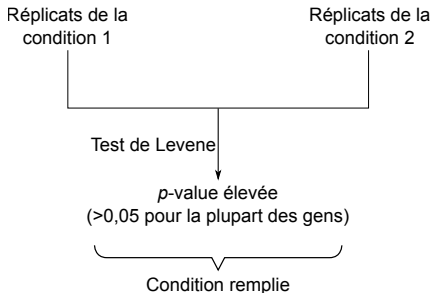 Réplicats de la
condition 1
Réplicats de la
condition 2
Test de Levene
p-value élevée
(>0,05 pour la plupart des gens)
Condition remplie